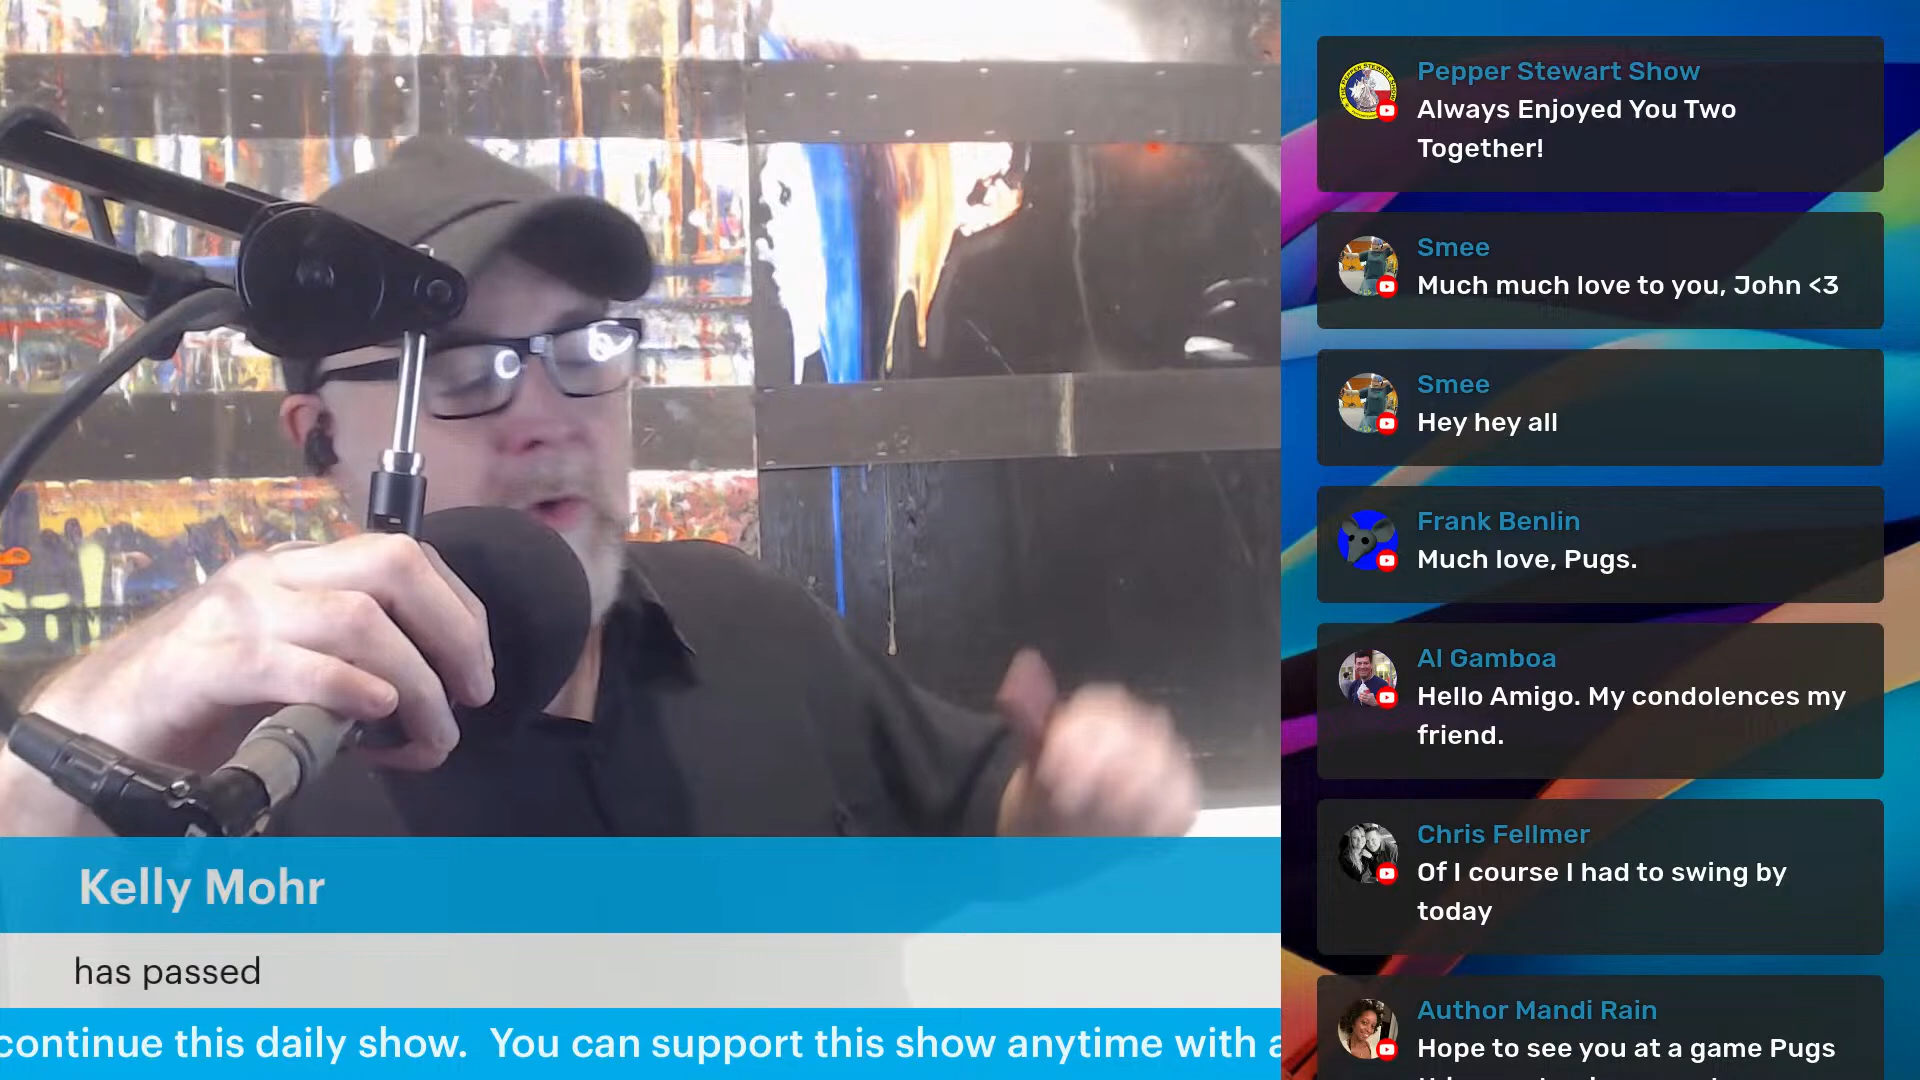 Pepper Stewart Show
Always Enjoyed You Two
Together!
Smee
Much much love to you, John <3
Smee
Hey hey all
Frank Benlin
Much love, Pugs.
Al Gamboa
Hello Amigo. My condolences my
friend.
Chris Fellmer
Of I course I had to swing by
today
Author Mandi Rain
Hope to see you at a game Pugs
Kelly Mohr
has passed
continue this daily show. You can support this show anytime with a